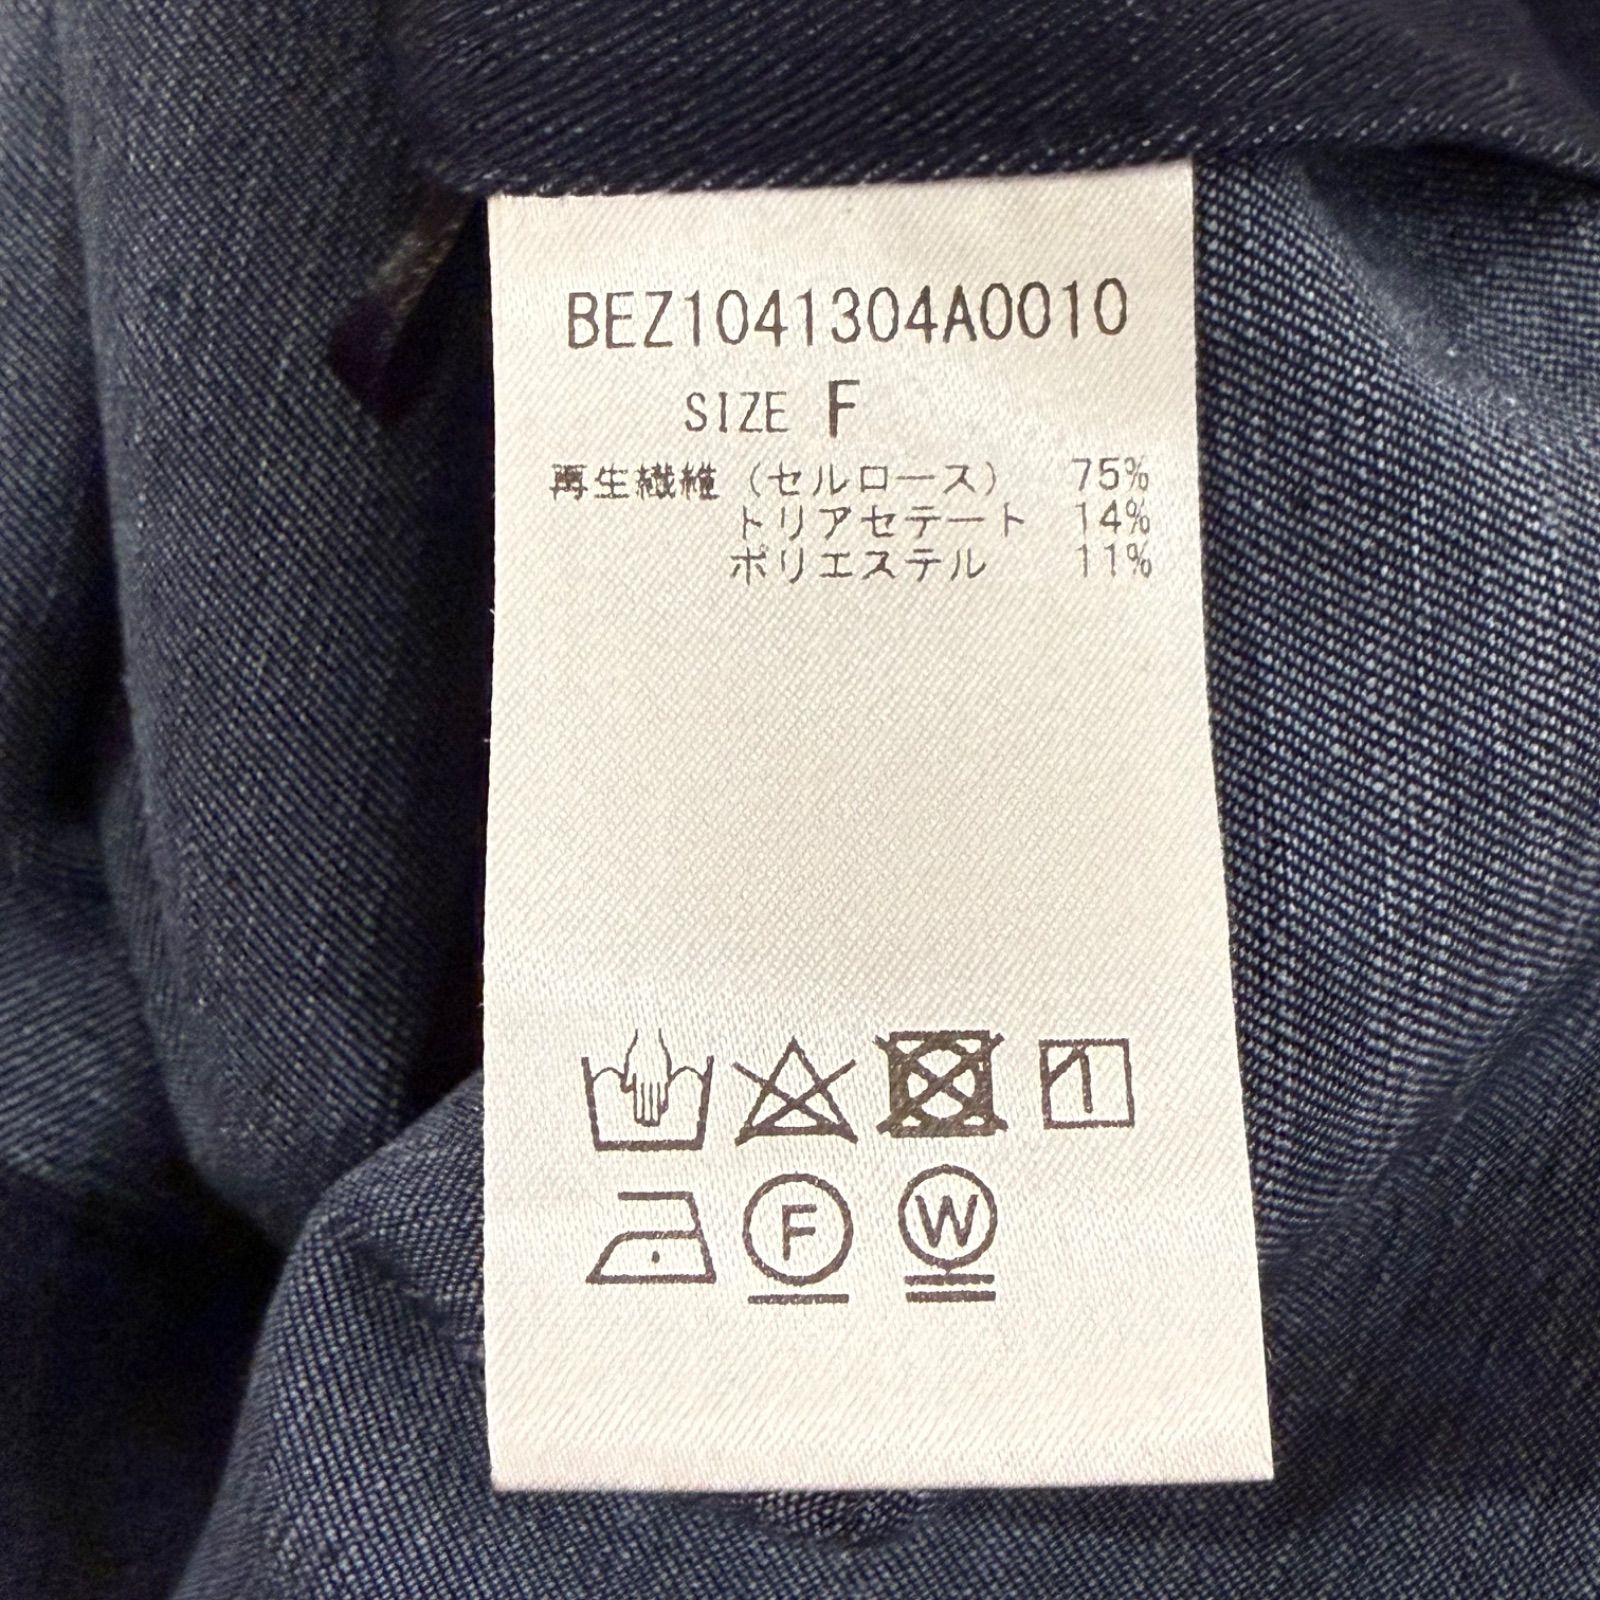 BEZ1041304A0010
SIZE F
再生繊維（セルロース） 75%
トリアセテート 14%
ポリエステル 11%
1
F W